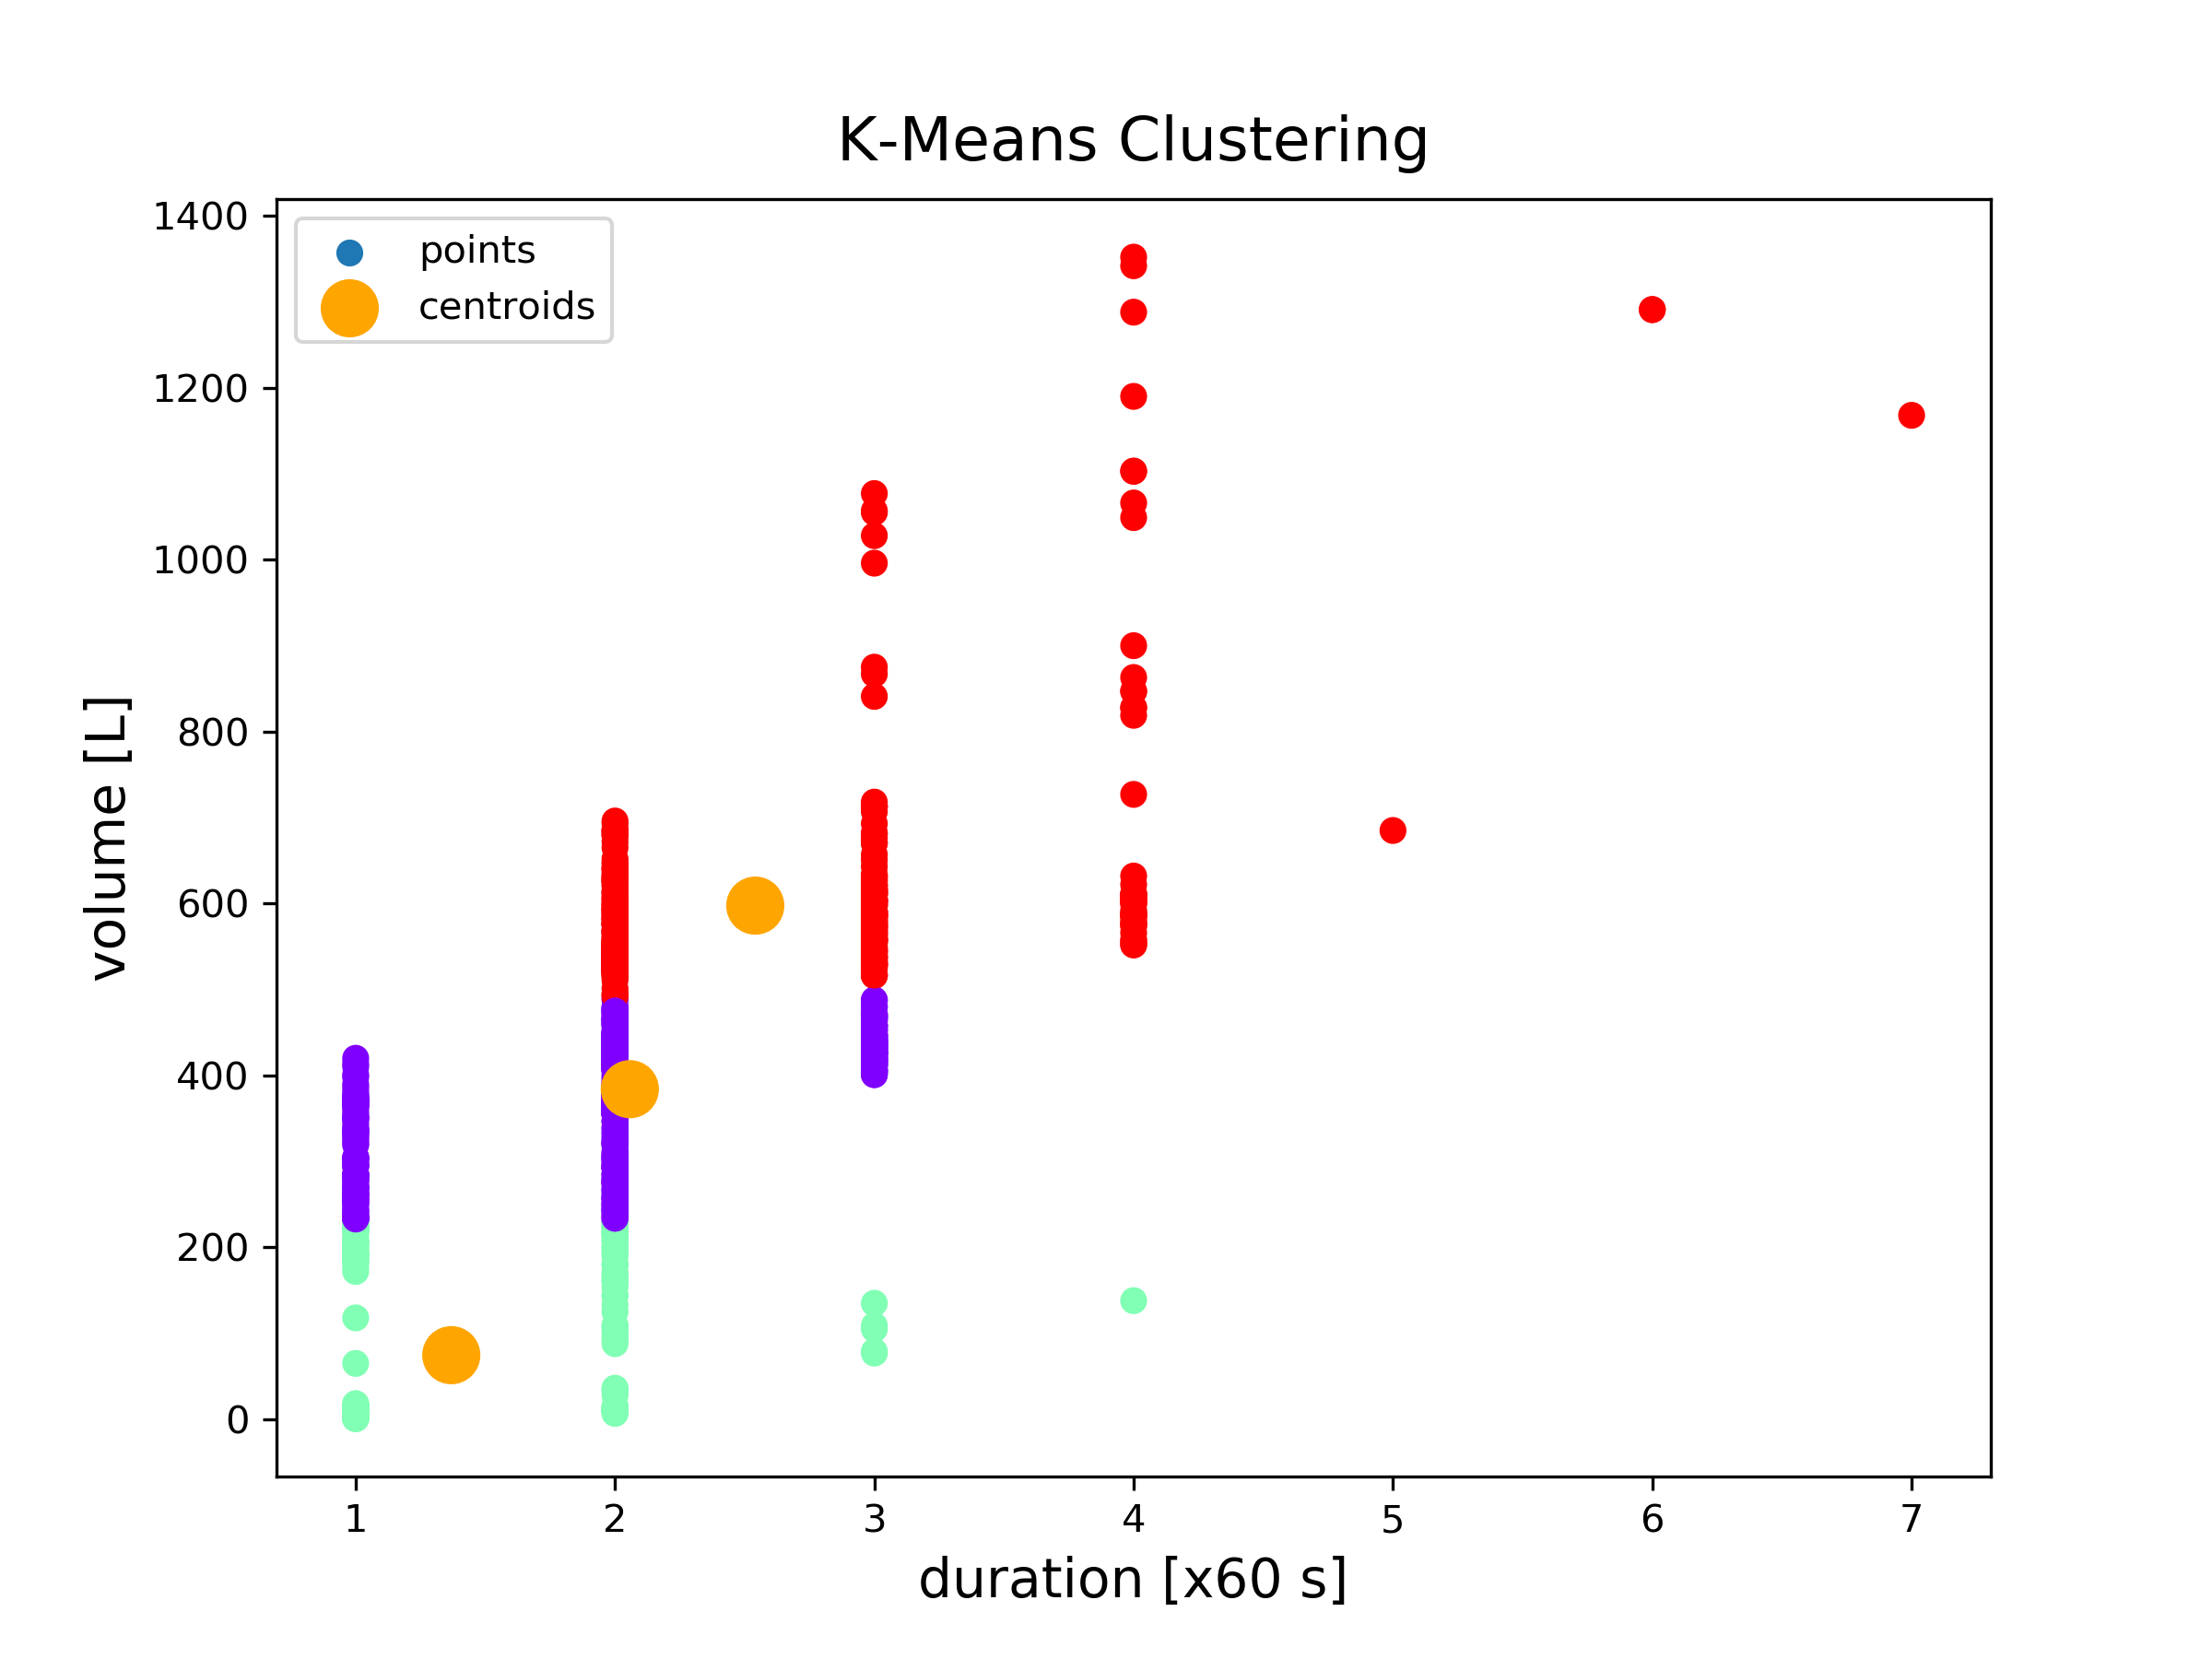 K-Means Clustering
points
centroids
1400
1200
1000
800
600
400
200
0
volume [L]
1 2 3 4 5 6 7
duration [x60 s]